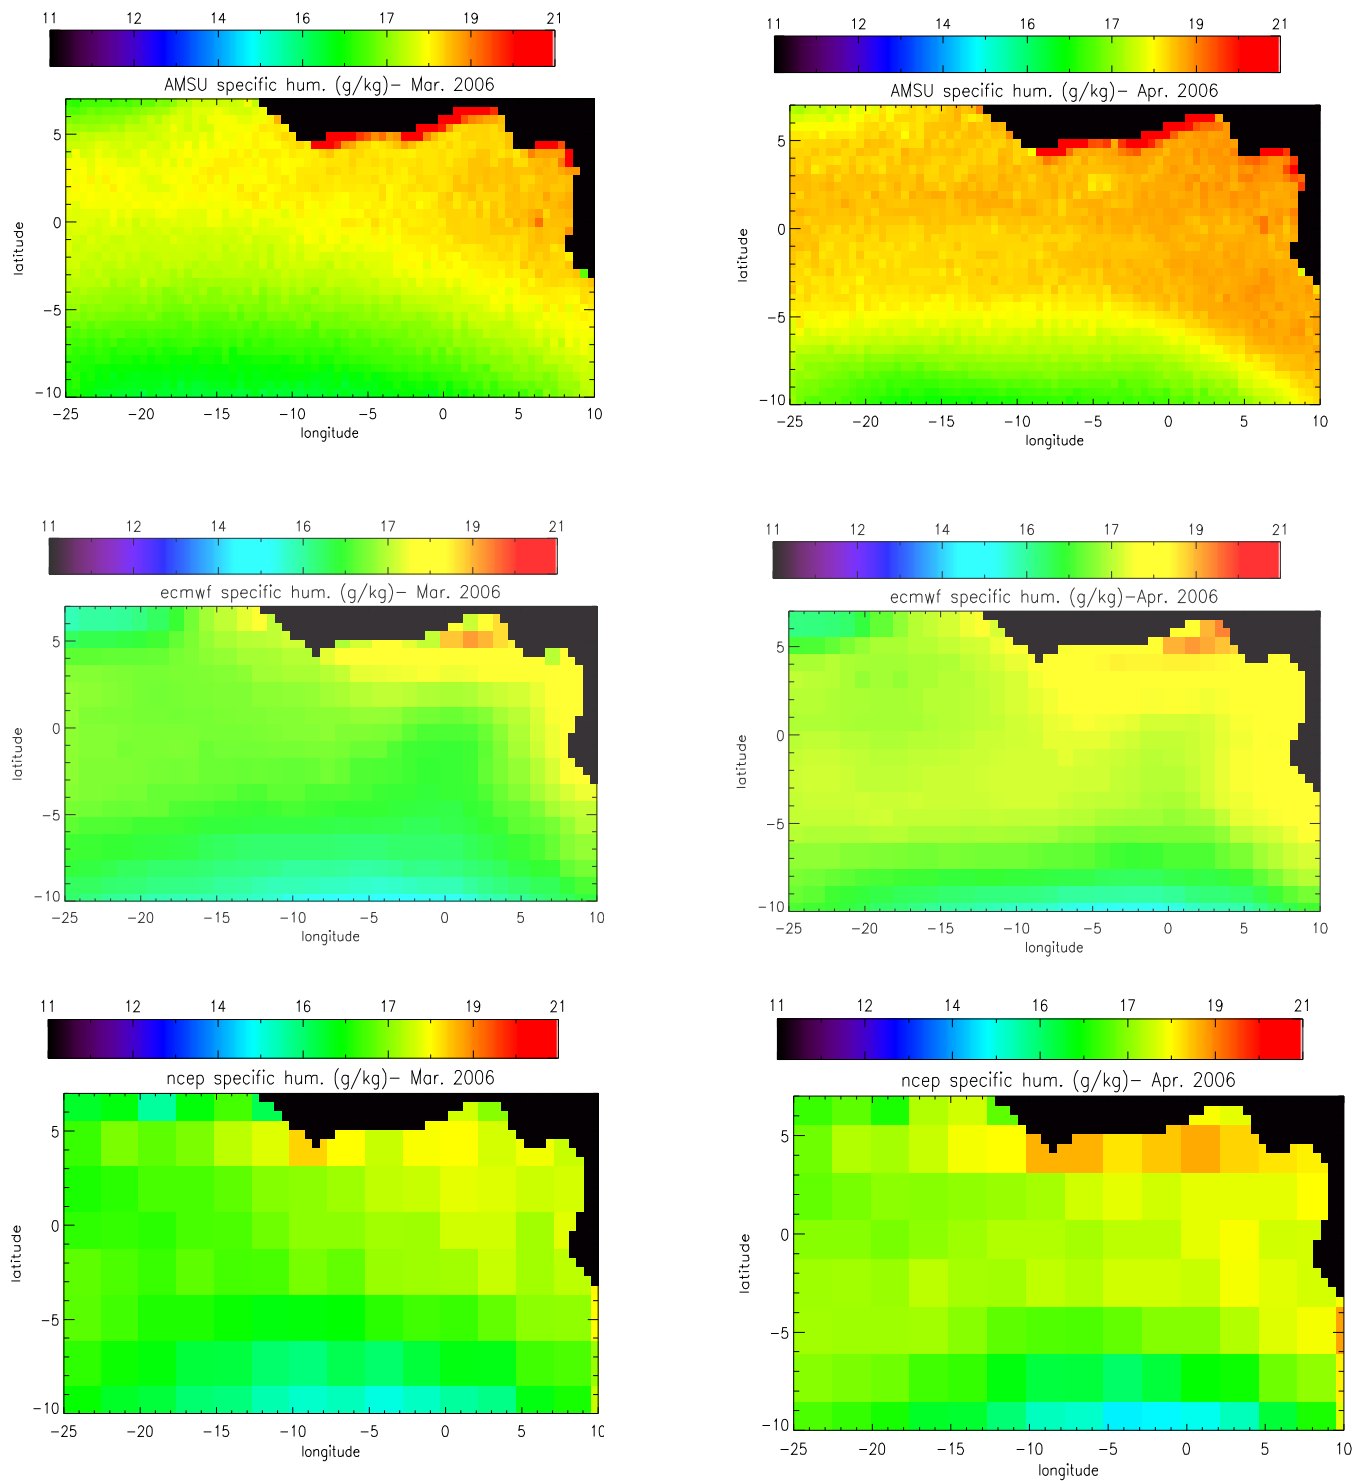 11 12 14 16 17 19 21
AMSU specific hum. (g/kg)- Mar. 2006
5
0
-5
-10
latitude
-25 -20 -15 -10 -5 0 5 10
longitude
11 12 14 16 17 19 21
AMSU specific hum. (g/kg)- Apr. 2006
5
0
-5
-10
latitude
-25 -20 -15 -10 -5 0 5 10
longitude
11 12 14 16 17 19 21
ecmwf specific hum. (g/kg)- Mar. 2006
5
0
-5
-10
latitude
-25 -20 -15 -10 -5 0 5 10
longitude
11 12 14 16 17 19 21
ecmwf specific hum. (g/kg)-Apr. 2006
5
0
-5
-10
latitude
-25 -20 -15 -10 -5 0 5 10
longitude
11 12 14 16 17 19 21
ncep specific hum. (g/kg)- Mar. 2006
5
0
-5
-10
latitude
-25 -20 -15 -10 -5 0 5 10
longitude
11 12 14 16 17 19 21
ncep specific hum. (g/kg)- Apr. 2006
5
0
-5
-10
latitude
-25 -20 -15 -10 -5 0 5 10
longitude